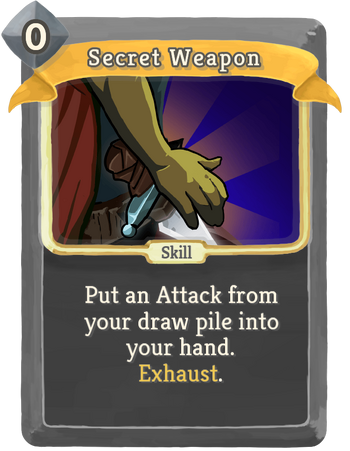 0
Secret Weapon
Skill
Put an Attack from
your draw pile into
your hand.
Exhaust.